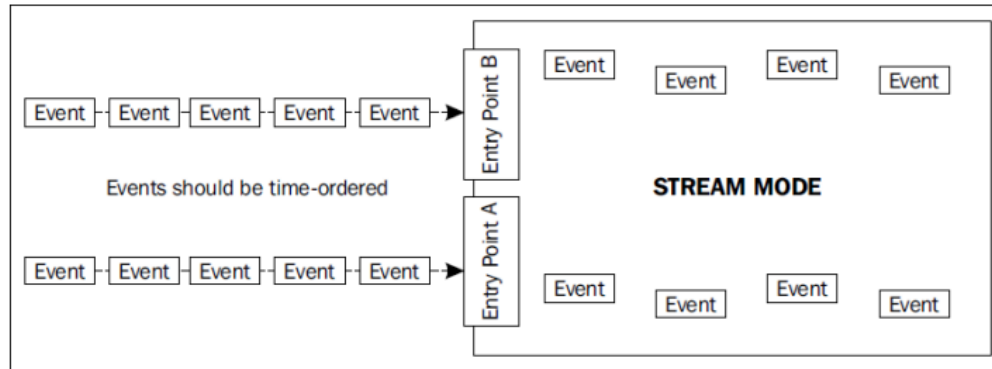 Entry Point B
Event Event Event Event
Event Event Event Event Event
Events should be time-ordered
STREAM MODE
Entry Point A
Event Event Event Event Event
Event Event Event Event